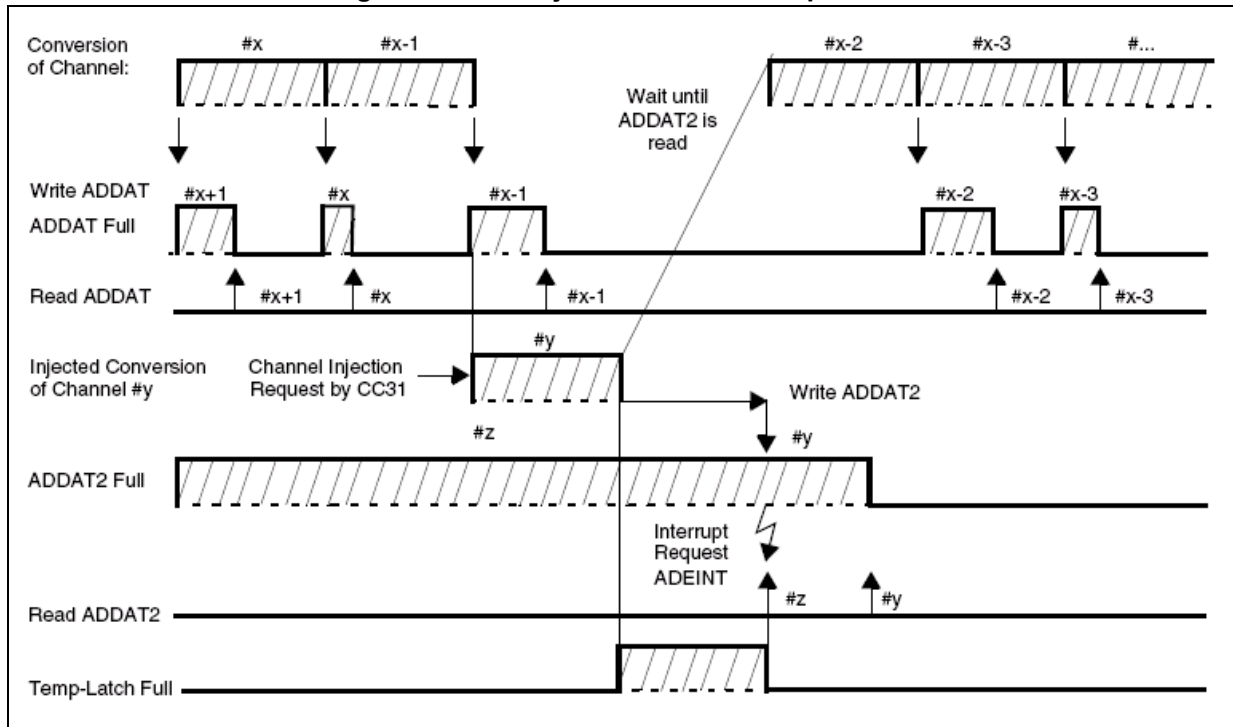 Conversion
of Channel:
#x
#x-1
#x-2
#x-3
#...
Wait until
ADDAT2 is
read
Write ADDAT
ADDAT Full
#x+1
#x
#x-1
#x-2
#x-3
Read ADDAT
#x+1
#x
#x-1
#x-2
#x-3
Injected Conversion
of Channel #y
Channel Injection
Request by CC31
#y
Write ADDAT2
#z
#y
ADDAT2 Full
Interrupt
Request
ADEINT
#z
#y
Read ADDAT2
Temp-Latch Full